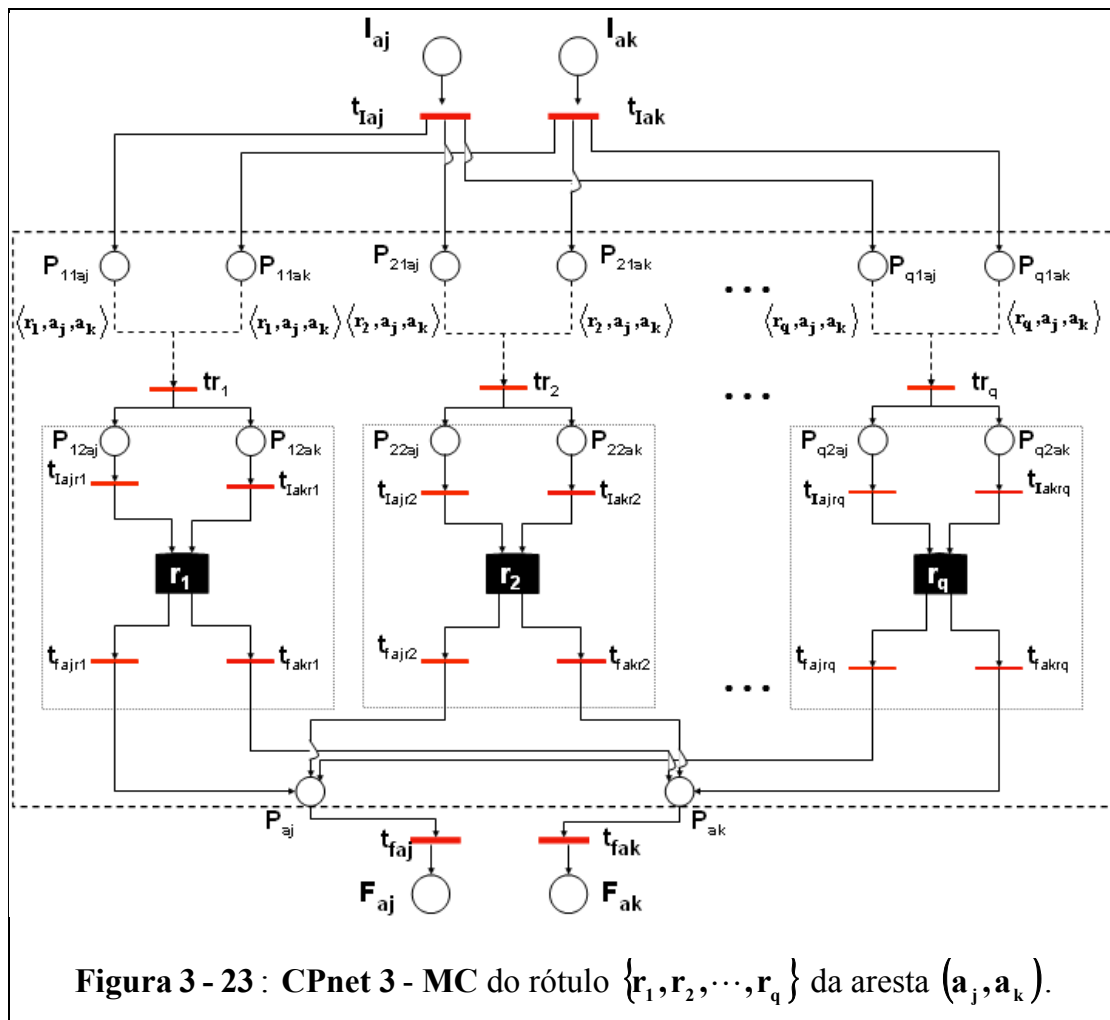 I_aj I_ak
t_Iaj t_Iak
P_11aj P_11ak P_21aj P_21ak P_q1aj P_q1ak
• • •
⟨r_1, a_j, a_k⟩ ⟨r_1, a_j, a_k⟩ ⟨r_2, a_j, a_k⟩ ⟨r_2, a_j, a_k⟩ ⟨r_q, a_j, a_k⟩ ⟨r_q, a_j, a_k⟩
tr_1 tr_2 • • • tr_q
P_12aj P_12ak P_22aj P_22ak P_q2aj P_q2ak
t_Iajr1 t_Iakr1 t_Iajr2 t_Iakr2 t_Iajrq t_Iakrq
r_1 r_2 r_q
t_fajr1 t_fakr1 t_fajr2 t_fakr2 t_fajrq t_fakrq
• • •
P_aj P_ak
t_faj t_fak
F_aj F_ak
Figura 3 - 23 : CPnet 3 - MC do rótulo {r_1, r_2, ⋯, r_q} da aresta (a_j, a_k).